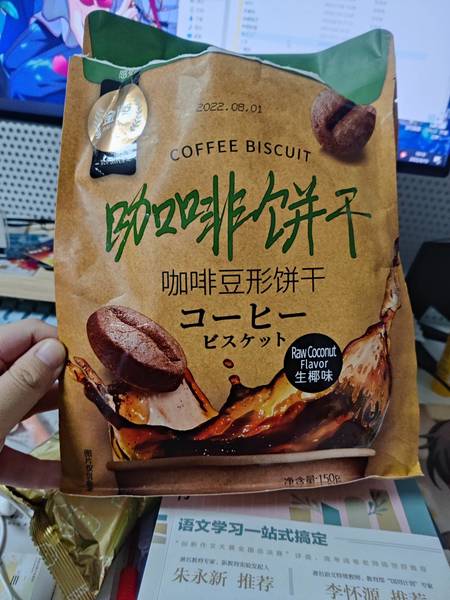 2022.08.01
COFFEE BISCUIT
咖啡饼干
咖啡豆形饼干
コーヒー
ビスケット
Raw Coconut
Flavor
生椰味
净含量:150g
语文学习一站式搞定
朱永新 推荐
李怀源 推荐